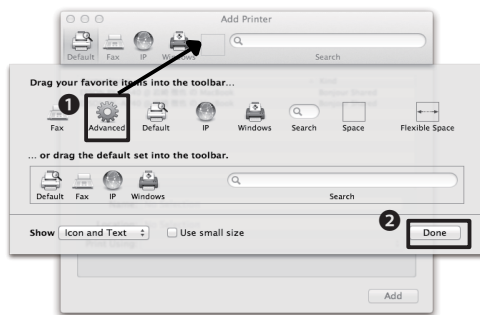 Add Printer
Default Fax IP Windows Search
Drag your favorite items into the toolbar...
1
Fax Advanced Default IP Windows Search Space Flexible Space
... or drag the default set into the toolbar.
Default Fax IP Windows Search
2
Show Icon and Text Use small size Done
Add